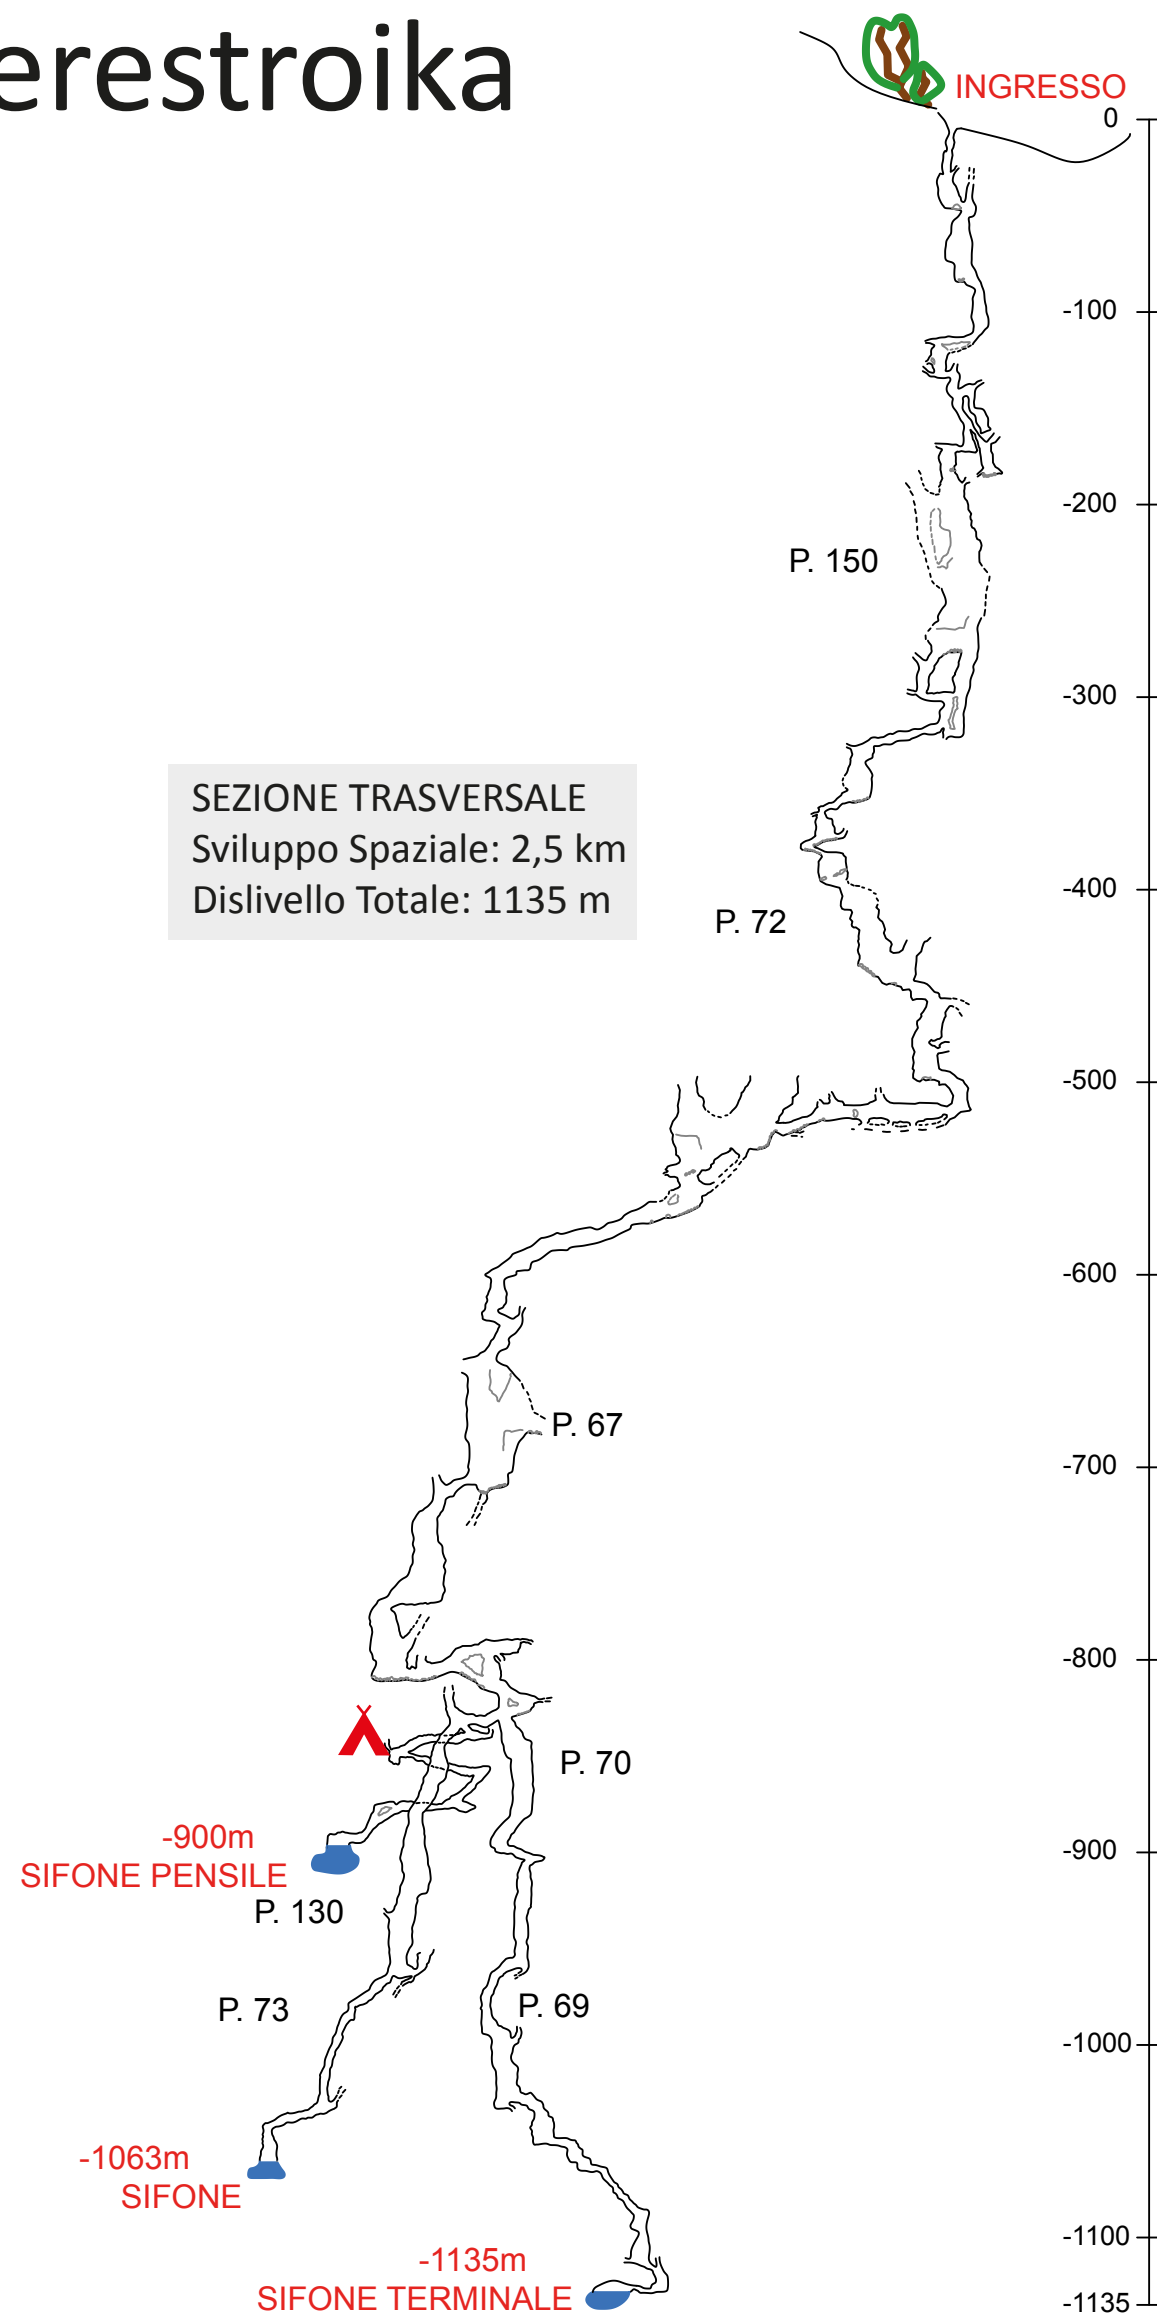 erestroika
INGRESSO
0
-100
-200
P. 150
-300
SEZIONE TRASVERSALE
Sviluppo Spaziale: 2,5 km
Dislivello Totale: 1135 m
-400
P. 72
-500
-600
P. 67
-700
-800
P. 70
-900m
SIFONE PENSILE
-900
P. 130
P. 73
P. 69
-1000
-1063m
SIFONE
-1100
-1135m
SIFONE TERMINALE
-1135